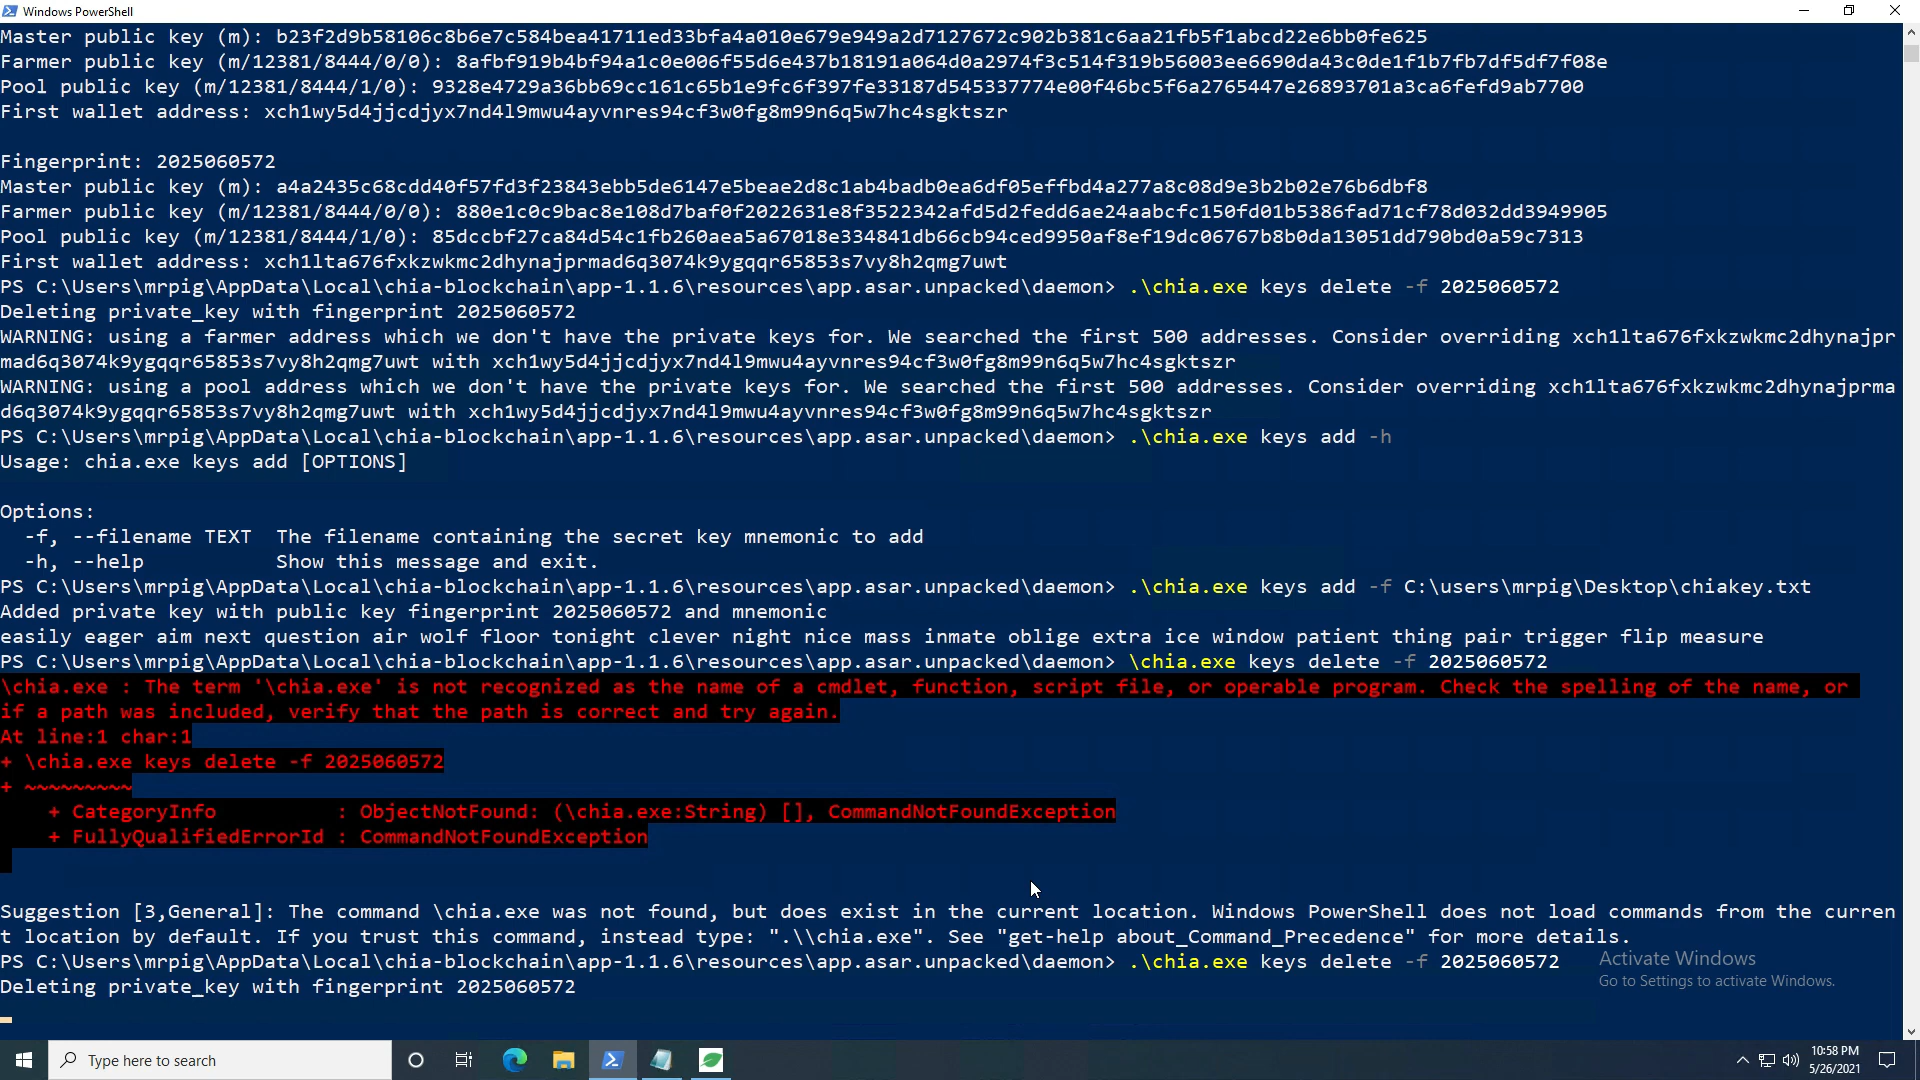 Windows PowerShell
Master public key (m): b23f2d9b58106c8b6e7c584bea41711ed33bfa4a010e679e949a2d7127672c902b381c6aa21fb5f1abcd22e6bb0fe625
Farmer public key (m/12381/8444/0/0): 8afbf919b4bf94a1c0e006f55d6e437b18191a064d0a2974f3c514f319b56003ee6690da43c0de1f1b7fb7df5df7f08e
Pool public key (m/12381/8444/1/0): 9328e4729a36bb69cc161c65b1e9fc6f397fe33187d545337774e00f46bc5f6a2765447e26893701a3ca6fefd9ab7700
First wallet address: xch1wy5d4jjcdjyx7nd4l9mwu4ayvnres94cf3w0fg8m99n6q5w7hc4sgktszr
Fingerprint: 2025060572
Master public key (m): a4a2435c68cdd40f57fd3f23843ebb5de6147e5beae2d8c1ab4badb0ea6df05effbd4a277a8c08d9e3b2b02e76b6dbf8
Farmer public key (m/12381/8444/0/0): 880e1c0c9bac8e108d7baf0f2022631e8f3522342afd5d2fedd6ae24aabcfc150fd01b5386fad71cf78d032dd3949905
Pool public key (m/12381/8444/1/0): 85dccbf27ca84d54c1fb260aea5a67018e334841db66cb94ced9950af8ef19dc06767b8b0da13051dd790bd0a59c7313
First wallet address: xch1lta676fxkzwkmc2dhynajprmad6q3074k9ygqqr65853s7vy8h2qmg7uwt
PS C:\Users\mrpig\AppData\Local\chia-blockchain\app-1.1.6\resources\app.asar.unpacked\daemon> .\chia.exe keys delete -f 2025060572
Deleting private_key with fingerprint 2025060572
WARNING: using a farmer address which we don't have the private keys for. We searched the first 500 addresses. Consider overriding xch1lta676fxkzwkmc2dhynajpr
mad6q3074k9ygqqr65853s7vy8h2qmg7uwt with xch1wy5d4jjcdjyx7nd4l9mwu4ayvnres94cf3w0fg8m99n6q5w7hc4sgktszr
WARNING: using a pool address which we don't have the private keys for. We searched the first 500 addresses. Consider overriding xch1lta676fxkzwkmc2dhynajprma
d6q3074k9ygqqr65853s7vy8h2qmg7uwt with xch1wy5d4jjcdjyx7nd4l9mwu4ayvnres94cf3w0fg8m99n6q5w7hc4sgktszr
PS C:\Users\mrpig\AppData\Local\chia-blockchain\app-1.1.6\resources\app.asar.unpacked\daemon> .\chia.exe keys add -h
Usage: chia.exe keys add [OPTIONS]
Options:
-f, --filename TEXT  The filename containing the secret key mnemonic to add
-h, --help           Show this message and exit.
PS C:\Users\mrpig\AppData\Local\chia-blockchain\app-1.1.6\resources\app.asar.unpacked\daemon> .\chia.exe keys add -f C:\users\mrpig\Desktop\chiakey.txt
Added private key with public key fingerprint 2025060572 and mnemonic
easily eager aim next question air wolf floor tonight clever night nice mass inmate oblige extra ice window patient thing pair trigger flip measure
PS C:\Users\mrpig\AppData\Local\chia-blockchain\app-1.1.6\resources\app.asar.unpacked\daemon> \chia.exe keys delete -f 2025060572
\chia.exe : The term '\chia.exe' is not recognized as the name of a cmdlet, function, script file, or operable program. Check the spelling of the name, or
if a path was included, verify that the path is correct and try again.
At line:1 char:1
+ \chia.exe keys delete -f 2025060572
+ ~~~~~~~~~
+ CategoryInfo          : ObjectNotFound: (\chia.exe:String) [], CommandNotFoundException
+ FullyQualifiedErrorId : CommandNotFoundException
Suggestion [3,General]: The command \chia.exe was not found, but does exist in the current location. Windows PowerShell does not load commands from the curren
t location by default. If you trust this command, instead type: ".\\chia.exe". See "get-help about_Command_Precedence" for more details.
PS C:\Users\mrpig\AppData\Local\chia-blockchain\app-1.1.6\resources\app.asar.unpacked\daemon> .\chia.exe keys delete -f 2025060572
Deleting private_key with fingerprint 2025060572
Activate Windows
Go to Settings to activate Windows.
Type here to search
10:58 PM
5/26/2021